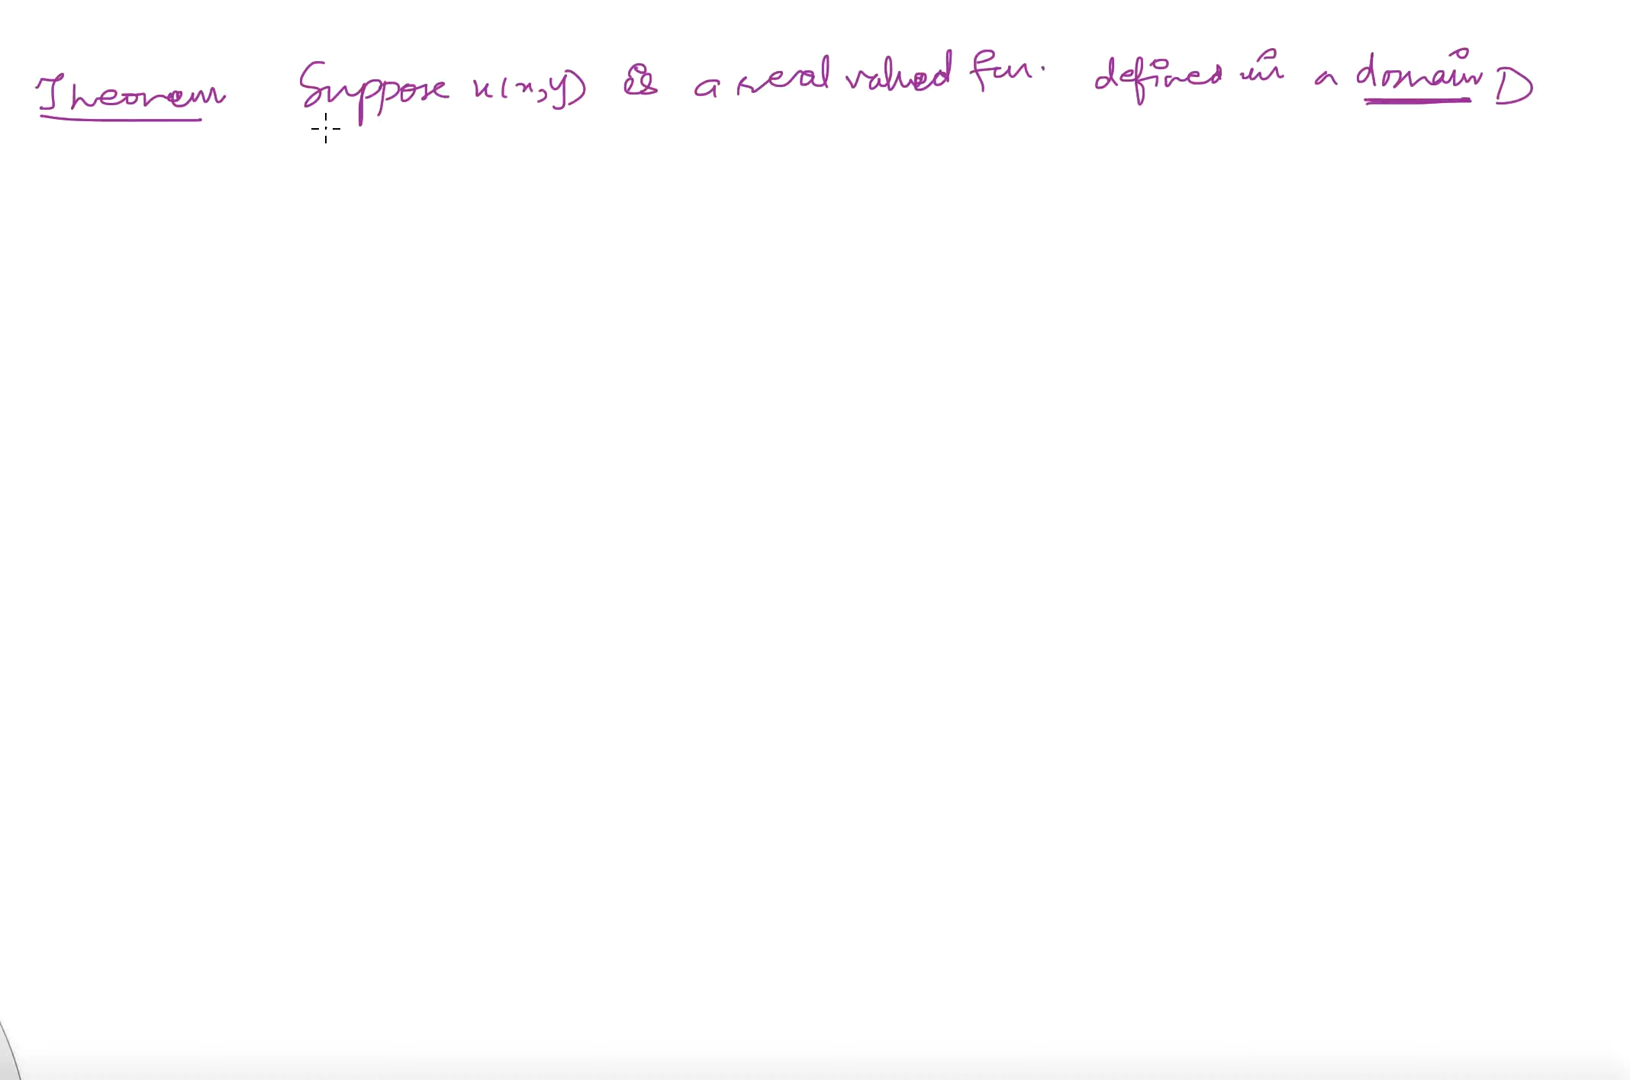 Theorem Suppose u(x,y) is a real valued fun. defined in a domain D